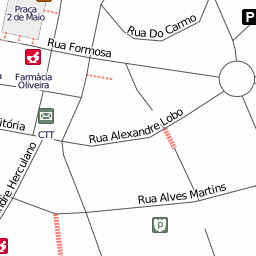 Praça
2 de Maio
Rua Do Carmo
P
Rua Formosa
Farmácia
Oliveira
itória
CTT
Rua Alexandre Lobo
ndre Herculano
Rua Alves Martins
P